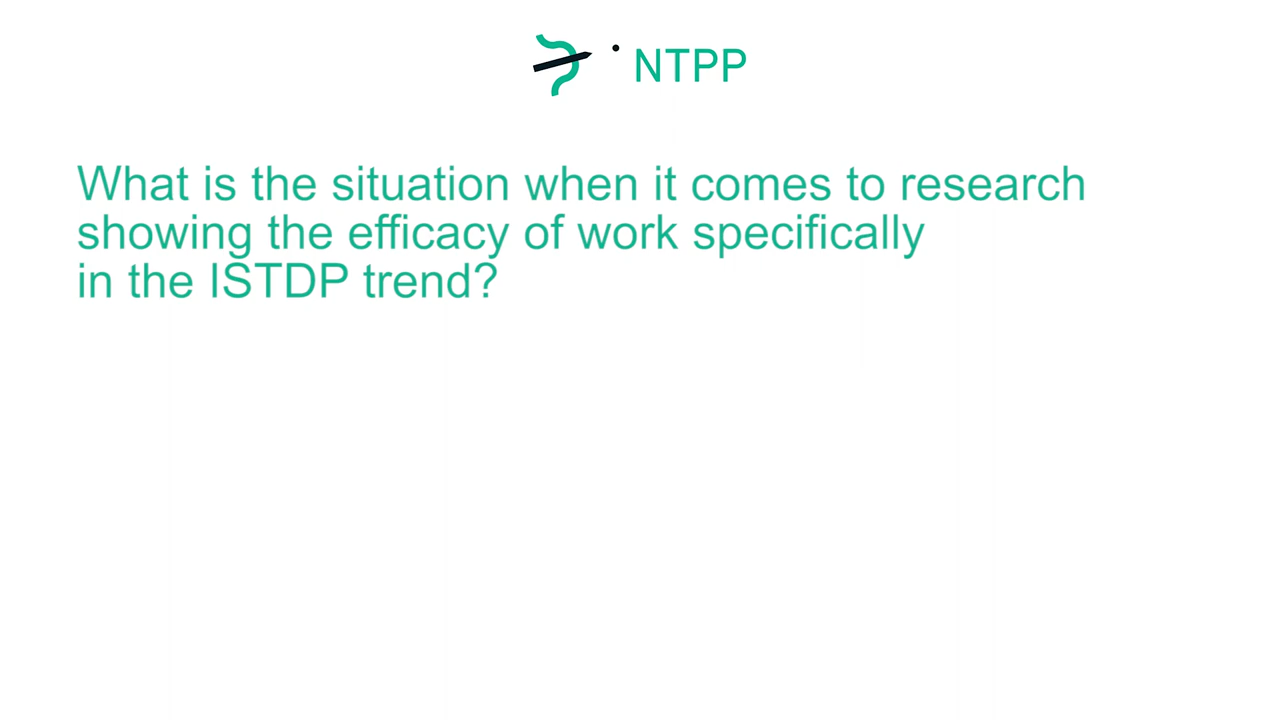 NTPP
What is the situation when it comes to research
showing the efficacy of work specifically
in the ISTDP trend?